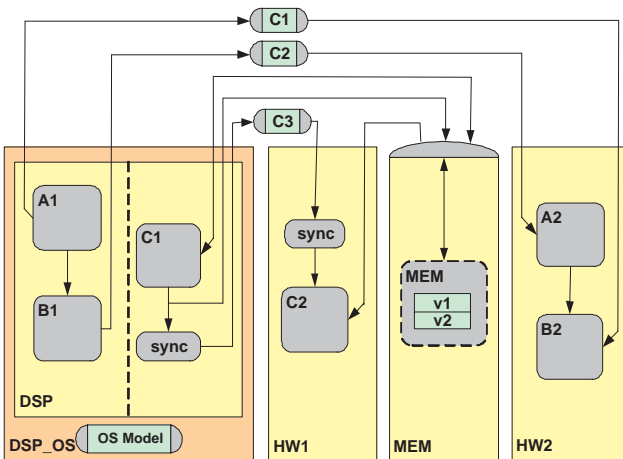 C1
C2
C3
A1
C1
B1
sync
DSP
DSP_OS
OS Model
sync
C2
HW1
MEM
v1
v2
MEM
A2
B2
HW2